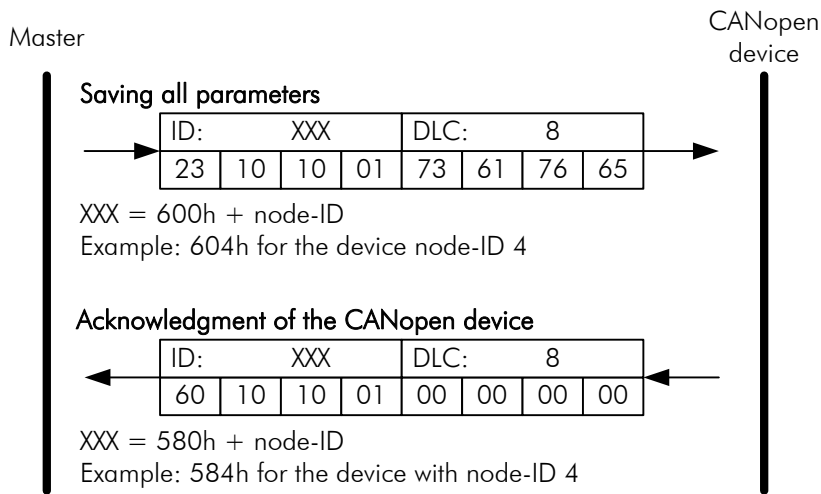 Master
CANopen
device
Saving all parameters
ID: XXX DLC: 8
23 10 10 01 73 61 76 65
XXX = 600h + node-ID
Example: 604h for the device node-ID 4
Acknowledgment of the CANopen device
ID: XXX DLC: 8
60 10 10 01 00 00 00 00
XXX = 580h + node-ID
Example: 584h for the device with node-ID 4